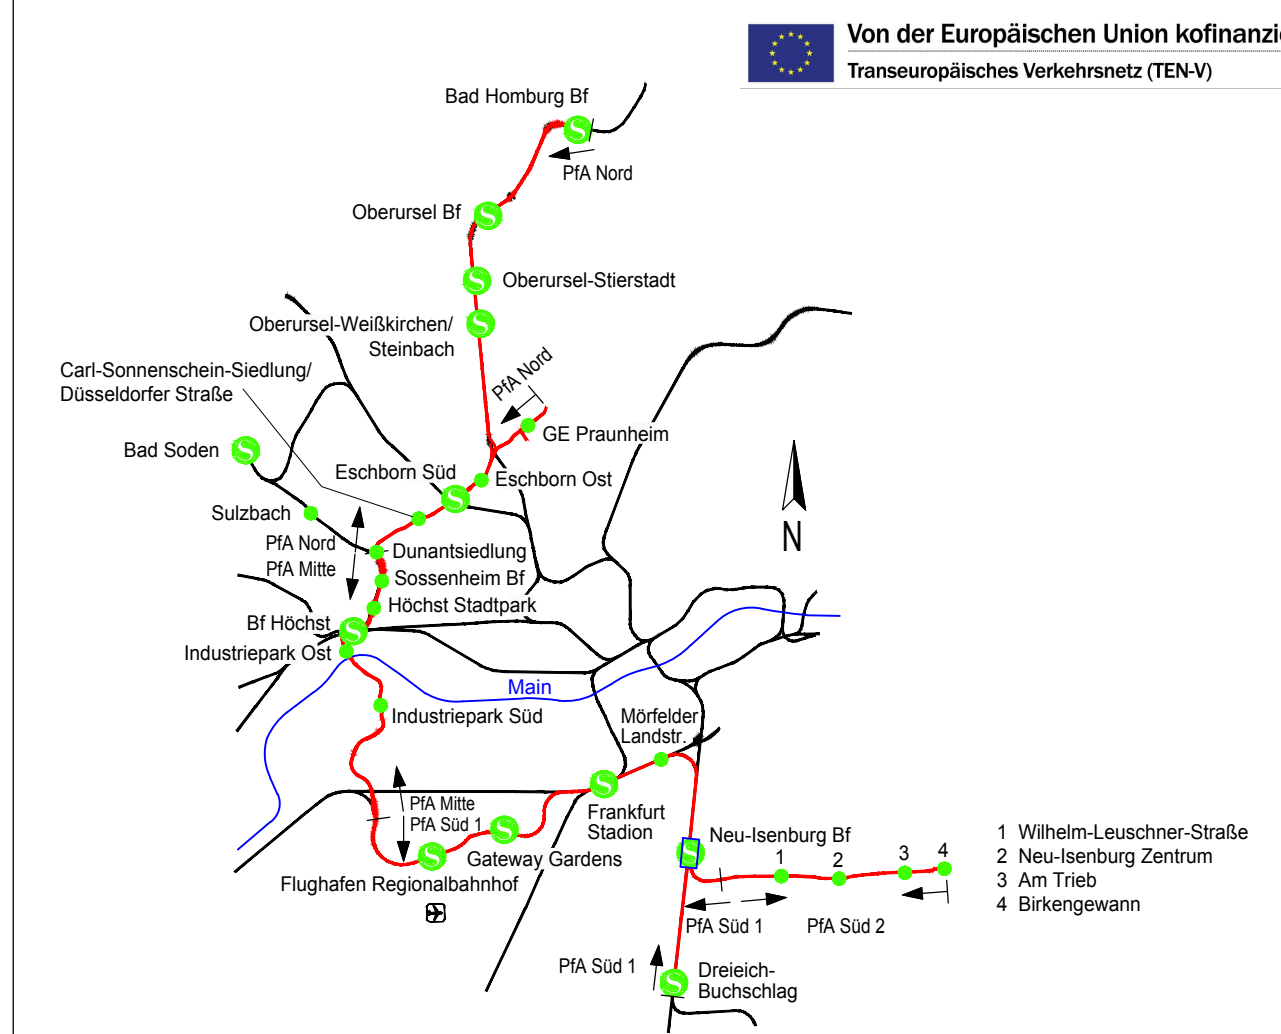 Von der Europäischen Union kofinanzie
Transeuropäisches Verkehrsnetz (TEN-V)
Bad Homburg Bf
PfA Nord
Oberursel Bf
Oberursel-Stierstadt
Oberursel-Weißkirchen/
Steinbach
PfA Nord
Carl-Sonnenschein-Siedlung/
Düsseldorfer Straße
GE Praunheim
Bad Soden
Eschborn Süd
Eschborn Ost
Sulzbach
PfA Nord
PfA Mitte
Dunantsiedlung
Sossenheim Bf
Höchst Stadtpark
N
Bf Höchst
Industriepark Ost
Main
Industriepark Süd
Mörfelder
Landstr.
PfA Mitte
PfA Süd 1
Frankfurt
Stadion
Gateway Gardens
Flughafen Regionalbahnhof
Neu-Isenburg Bf
1
2
3
4
1 Wilhelm-Leuschner-Straße
2 Neu-Isenburg Zentrum
3 Am Trieb
4 Birkengewann
PfA Süd 1
PfA Süd 2
PfA Süd 1
Dreieich-
Buchschlag